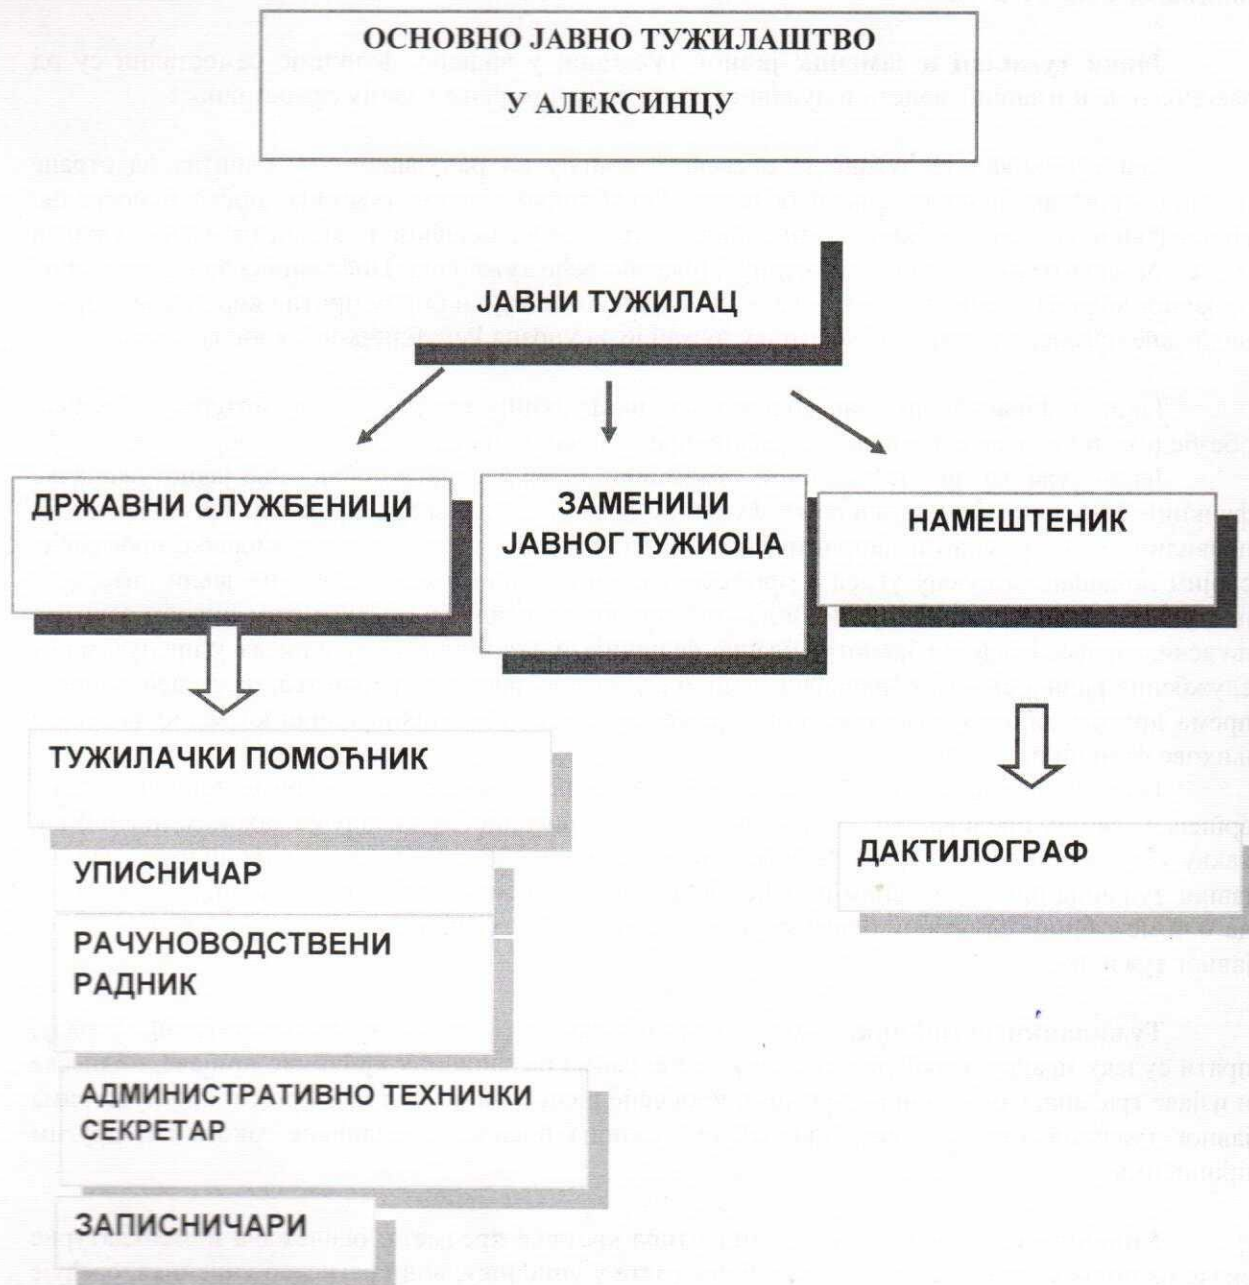 ОСНОВНО ЈАВНО ТУЖИЛАШТВО
У АЛЕКСИНЦУ
ЈАВНИ ТУЖИЛАЦ
ДРЖАВНИ СЛУЖБЕНИЦИ
ЗАМЕНИЦИ
ЈАВНОГ ТУЖИОЦА
НАМЕШТЕНИК
ТУЖИЛАЧКИ ПОМОЋНИК
УПИСНИЧАР
РАЧУНОВОДСТВЕНИ
РАДНИК
АДМИНИСТРАТИВНО ТЕХНИЧКИ
СЕКРЕТАР
ЗАПИСНИЧАРИ
ДАКТИЛОГРАФ